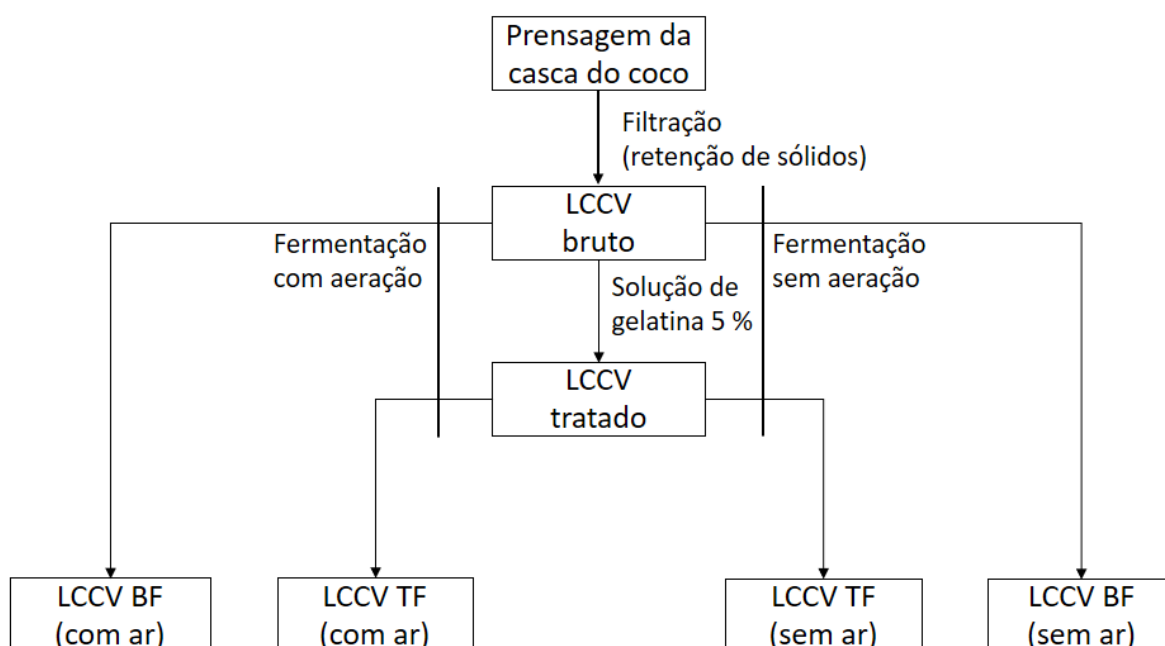 Prensagem da
casca do coco
Filtração
(retenção de sólidos)
LCCV
bruto
Fermentação
com aeração
Fermentação
sem aeração
Solução de
gelatina 5 %
LCCV
tratado
LCCV BF
(com ar)
LCCV TF
(com ar)
LCCV TF
(sem ar)
LCCV BF
(sem ar)